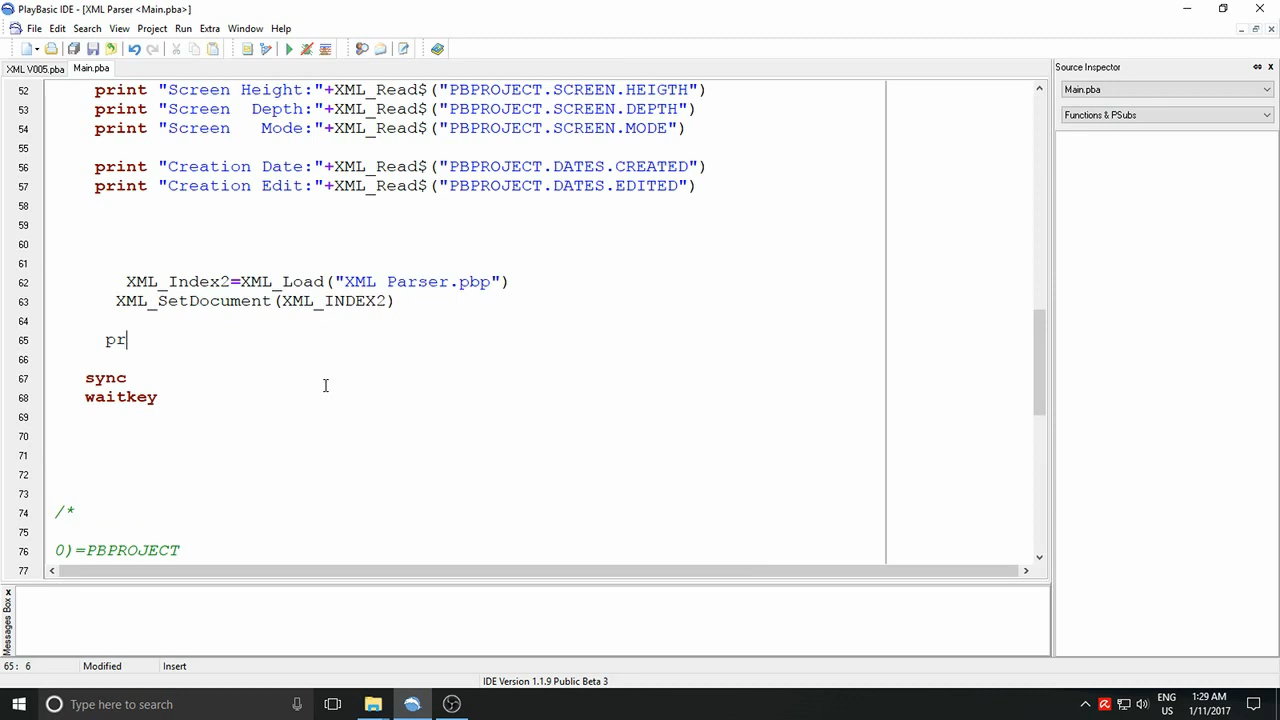 PlayBasic IDE - [XML Parser <Main.pba>]
File Edit Search View Project Run Extra Window Help
XML V005.pba Main.pba
Source Inspector
Main.pba
Functions & PSubs
52 print "Screen Height:"+XML_Read$("PBPROJECT.SCREEN.HEIGTH")
53 print "Screen  Depth:"+XML_Read$("PBPROJECT.SCREEN.DEPTH")
54 print "Screen   Mode:"+XML_Read$("PBPROJECT.SCREEN.MODE")
55
56 print "Creation Date:"+XML_Read$("PBPROJECT.DATES.CREATED")
57 print "Creation Edit:"+XML_Read$("PBPROJECT.DATES.EDITED")
58
59
60
61
62 XML_Index2=XML_Load("XML Parser.pbp")
63 XML_SetDocument(XML_INDEX2)
64
65 pr
66
67 sync
68 waitkey
69
70
71
72
73
74 /*
75
76 0)=PBPROJECT
77
Messages Box
65: 6 Modified Insert
IDE Version 1.1.9 Public Beta 3
Type here to search
ENG
US
1:29 AM
1/11/2017